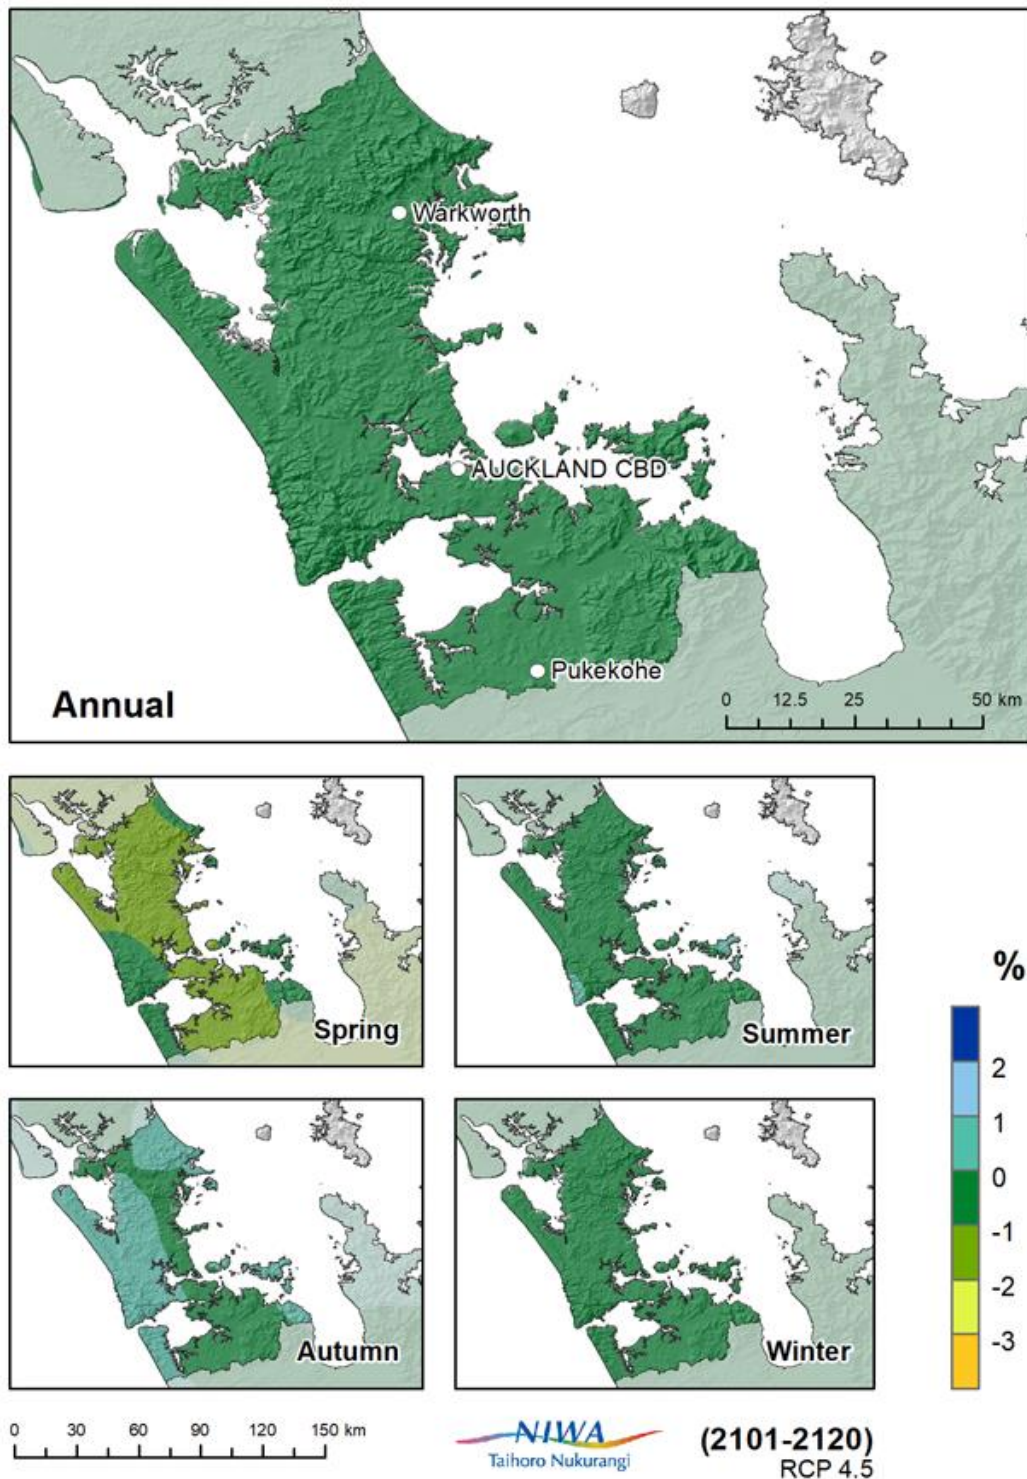 Warkworth
AUCKLAND CBD
Pukekohe
Annual
0 12.5 25 50 km
Spring
Summer
Autumn
Winter
%
2
1
0
-1
-2
-3
0 30 60 90 120 150 km
NIWA
Taihoro Nukurangi
(2101-2120)
RCP 4.5